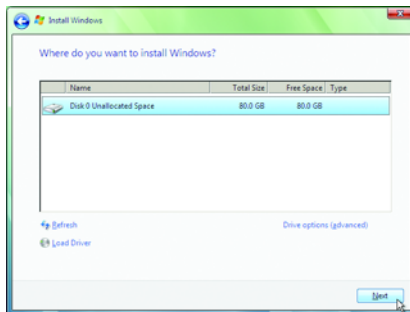 Install Windows
Where do you want to install Windows?
Name Total Size Free Space Type
Disk 0 Unallocated Space 80.0 GB 80.0 GB
Refresh Drive options (advanced)
Load Driver
Next